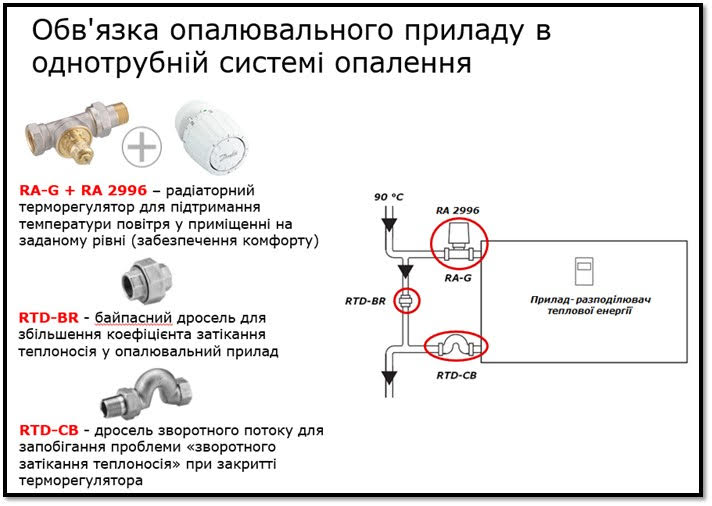 Обв'язка опалювального приладу в
однотрубній системі опалення
Danfoss
RA-G + RA 2996 – радіаторний
терморегулятор для підтримання
температури повітря у приміщенні на
заданому рівні (забезпечення комфорту)
RTD-BR - байпасний дросель для
збільшення коефіцієнта затікання
теплоносія у опалювальний прилад
RTD-CB - дросель зворотного потоку для
запобігання проблеми «зворотного
затікання теплоносія» при закритті
терморегулятора
90 °C
RA 2996
RA-G
RTD-BR
Прилад-розподілювач
теплової енергії
RTD-CB